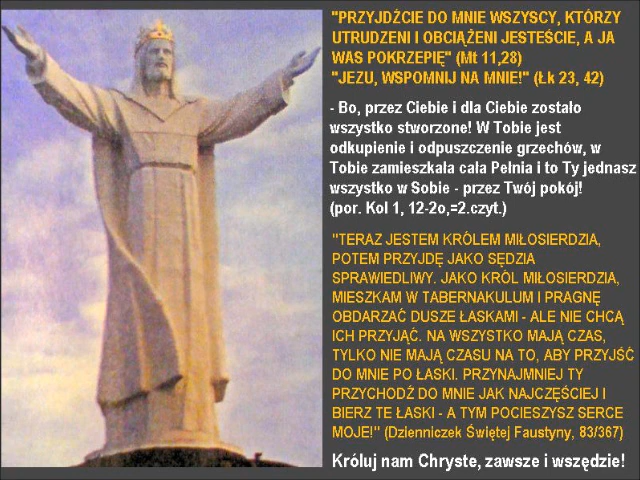 "PRZYJDŹCIE DO MNIE WSZYSCY, KTÓRZY
UTRUDZENI I OBCIĄŻENI JESTEŚCIE, A JA
WAS POKRZEPIĘ" (Mt 11,28)
"JEZU, WSPOMNIJ NA MNIE!" (Łk 23, 42)
- Bo, przez Ciebie i dla Ciebie zostało
wszystko stworzone! W Tobie jest
odkupienie i odpuszczenie grzechów, w
Tobie zamieszkała cała Pełnia i to Ty jednasz
wszystko w Sobie - przez Twój pokój!
(por. Kol 1, 12-2o,=2.czyt.)
"TERAZ JESTEM KRÓLEM MIŁOSIERDZIA,
POTEM PRZYJDĘ JAKO SĘDZIA
SPRAWIEDLIWY. JAKO KRÓL MIŁOSIERDZIA,
MIESZKAM W TABERNAKULUM I PRAGNĘ
OBDARZAĆ DUSZE ŁASKAMI - ALE NIE CHCĄ
ICH PRZYJĄĆ. NA WSZYSTKO MAJĄ CZAS,
TYLKO NIE MAJĄ CZASU NA TO, ABY PRZYJŚĆ
DO MNIE PO ŁASKI. PRZYNAJMNIEJ TY
PRZYCHODŹ DO MNIE JAK NAJCZĘŚCIEJ I
BIERZ TE ŁASKI - A TYM POCIESZYSZ SERCE
MOJE!" (Dzienniczek Świętej Faustyny, 83/367)
Króluj nam Chryste, zawsze i wszędzie!